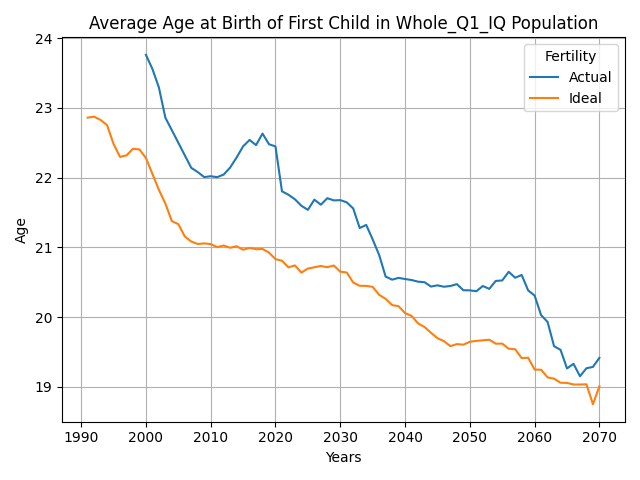 Average Age at Birth of First Child in Whole_Q1_IQ Population
24
23
22
21
20
19
Age
Fertility
Actual
Ideal
1990 2000 2010 2020 2030 2040 2050 2060 2070
Years